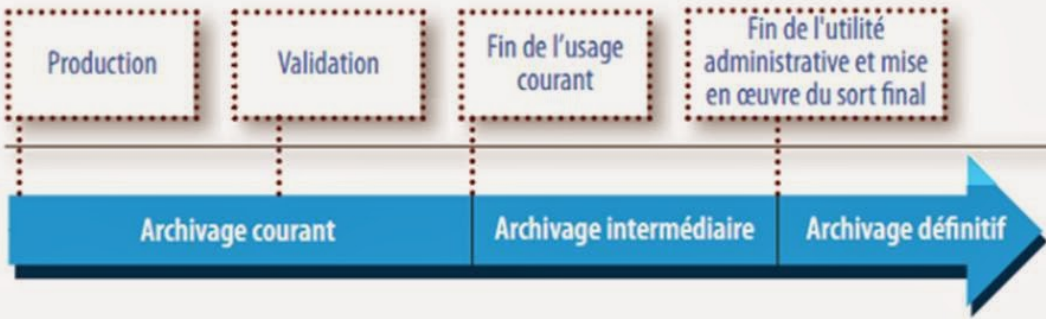 Production
Validation
Fin de l'usage
courant
Fin de l'utilité
administrative et mise
en œuvre du sort final
Archivage courant
Archivage intermédiaire
Archivage définitif